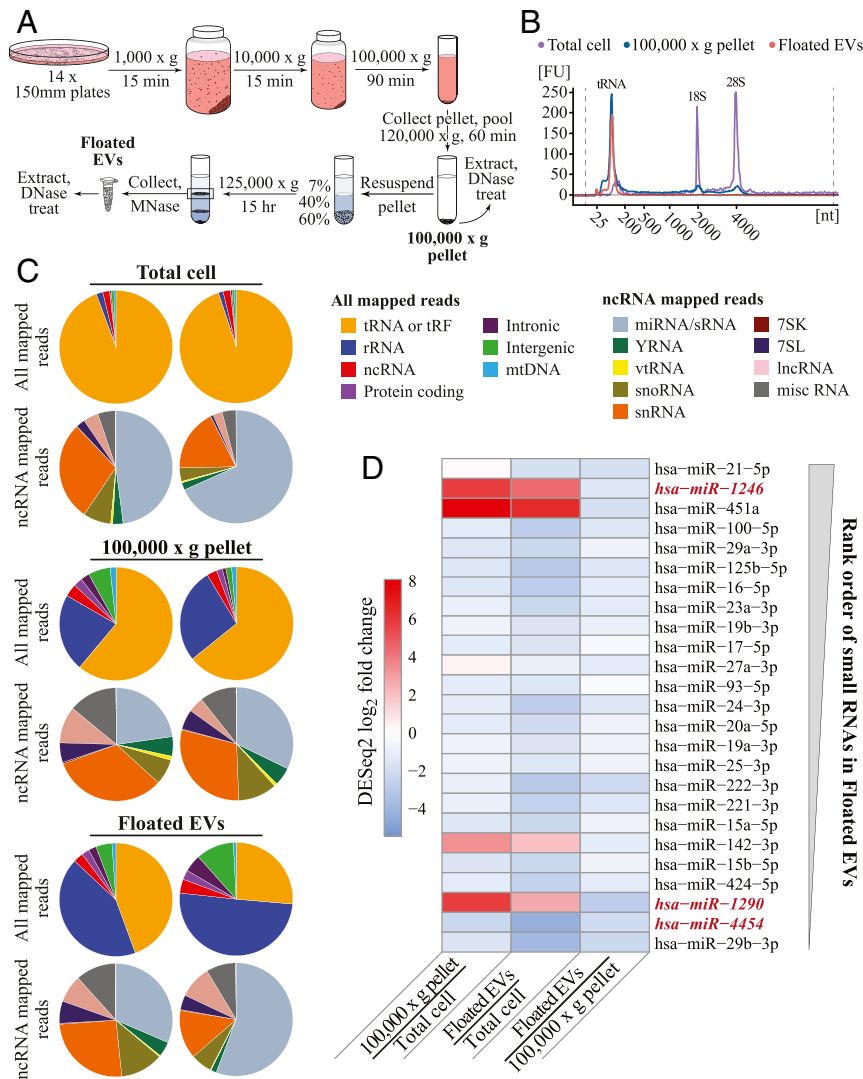 A
14 x
150mm plates
1,000 x g
15 min
10,000 x g
15 min
100,000 x g
90 min
Collect pellet, pool
120,000 x g, 60 min
Extract,
DNase
treat
100,000 x g
pellet
Resuspend
pellet
7%
40%
60%
125,000 x g
15 hr
Collect,
MNase
Floated
EVs
Extract,
DNase
treat
B
Total cell
100,000 x g pellet
Floated EVs
[FU]
250
200
150
100
50
0
tRNA
18S
28S
25
200
500
1000
2000
4000
[nt]
C
Total cell
All mapped
reads
ncRNA mapped
reads
100,000 x g pellet
All mapped
reads
ncRNA mapped
reads
Floated EVs
All mapped
reads
ncRNA mapped
reads
All mapped reads
tRNA or tRF
rRNA
ncRNA
Protein coding
Intronic
Intergenic
mtDNA
ncRNA mapped reads
miRNA/sRNA
YRNA
vtRNA
snoRNA
snRNA
7SK
7SL
lncRNA
misc RNA
D
DESeq2 log2 fold change
8
6
4
2
0
−2
−4
hsa−miR−21−5p
hsa−miR−1246
hsa−miR−451a
hsa−miR−100−5p
hsa−miR−29a−3p
hsa−miR−125b−5p
hsa−miR−16−5p
hsa−miR−23a−3p
hsa−miR−19b−3p
hsa−miR−17−5p
hsa−miR−27a−3p
hsa−miR−93−5p
hsa−miR−24−3p
hsa−miR−20a−5p
hsa−miR−19a−3p
hsa−miR−25−3p
hsa−miR−222−3p
hsa−miR−221−3p
hsa−miR−15a−5p
hsa−miR−142−3p
hsa−miR−15b−5p
hsa−miR−424−5p
hsa−miR−1290
hsa−miR−4454
hsa−miR−29b−3p
Rank order of small RNAs in Floated EVs
100,000 x g pellet
Total cell
Floated EVs
Total cell
Floated EVs
100,000 x g pellet